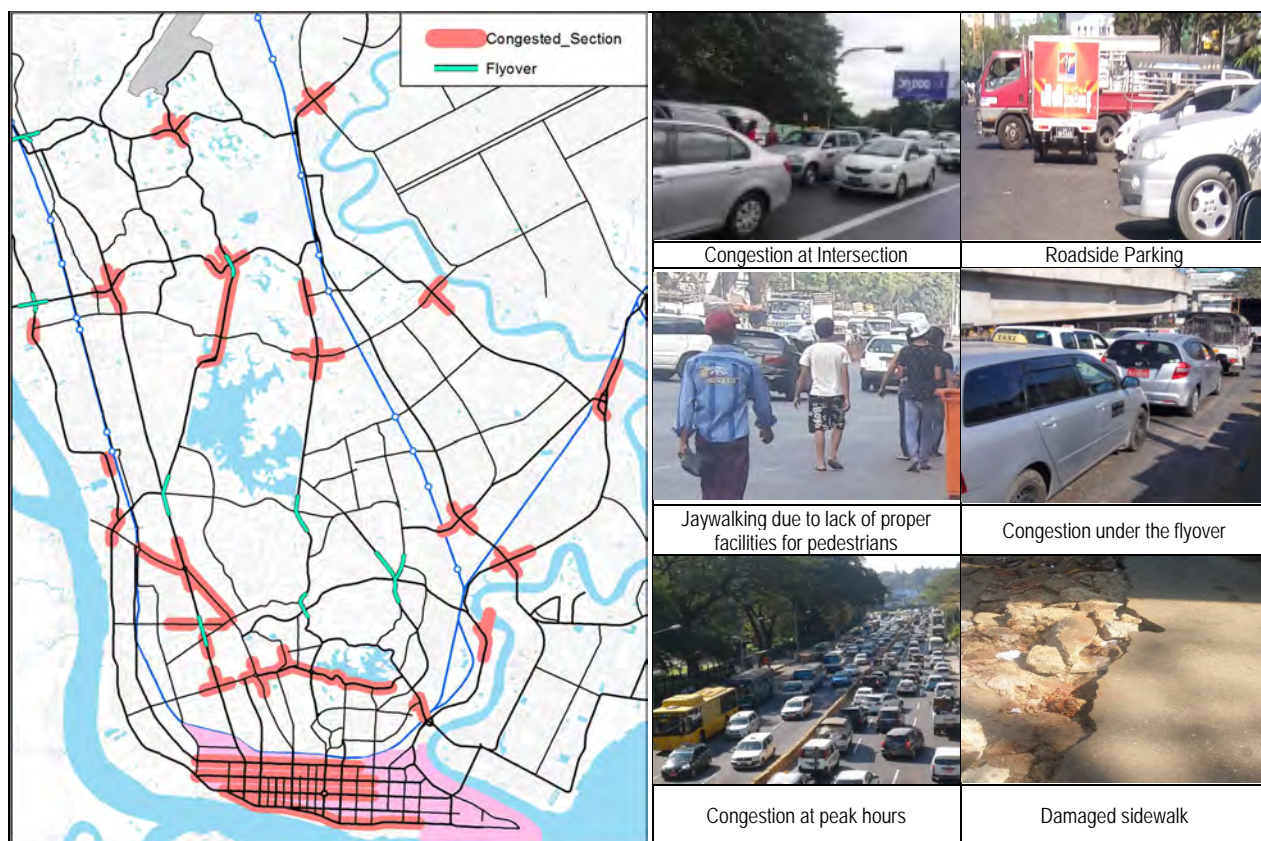 Congested_Section
Flyover
Congestion at Intersection
Roadside Parking
TAXI
Jaywalking due to lack of proper
facilities for pedestrians
Congestion under the flyover
Congestion at peak hours
Damaged sidewalk